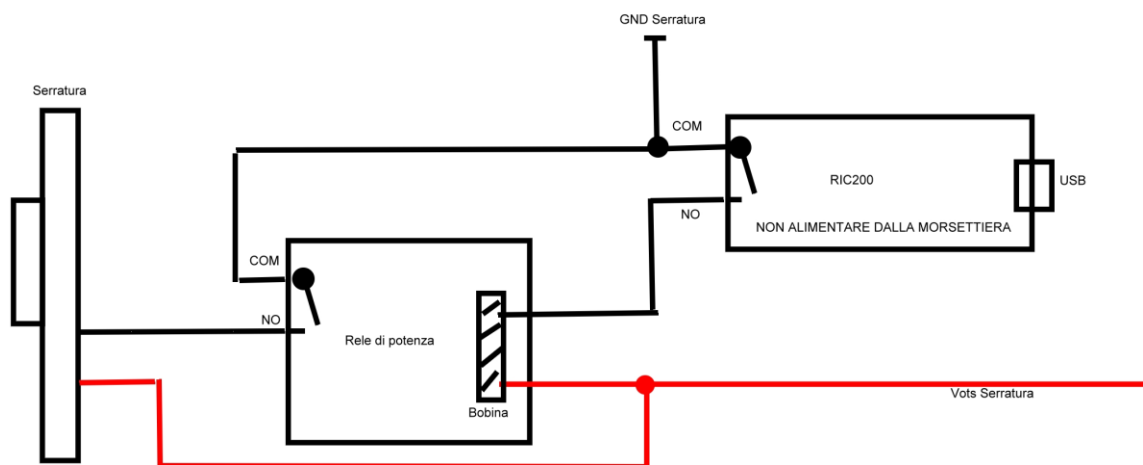 GND Serratura
Serratura
COM
RIC200
USB
NO
NON ALIMENTARE DALLA MORSETTIERA
COM
NO
Rele di potenza
Bobina
Vots Serratura